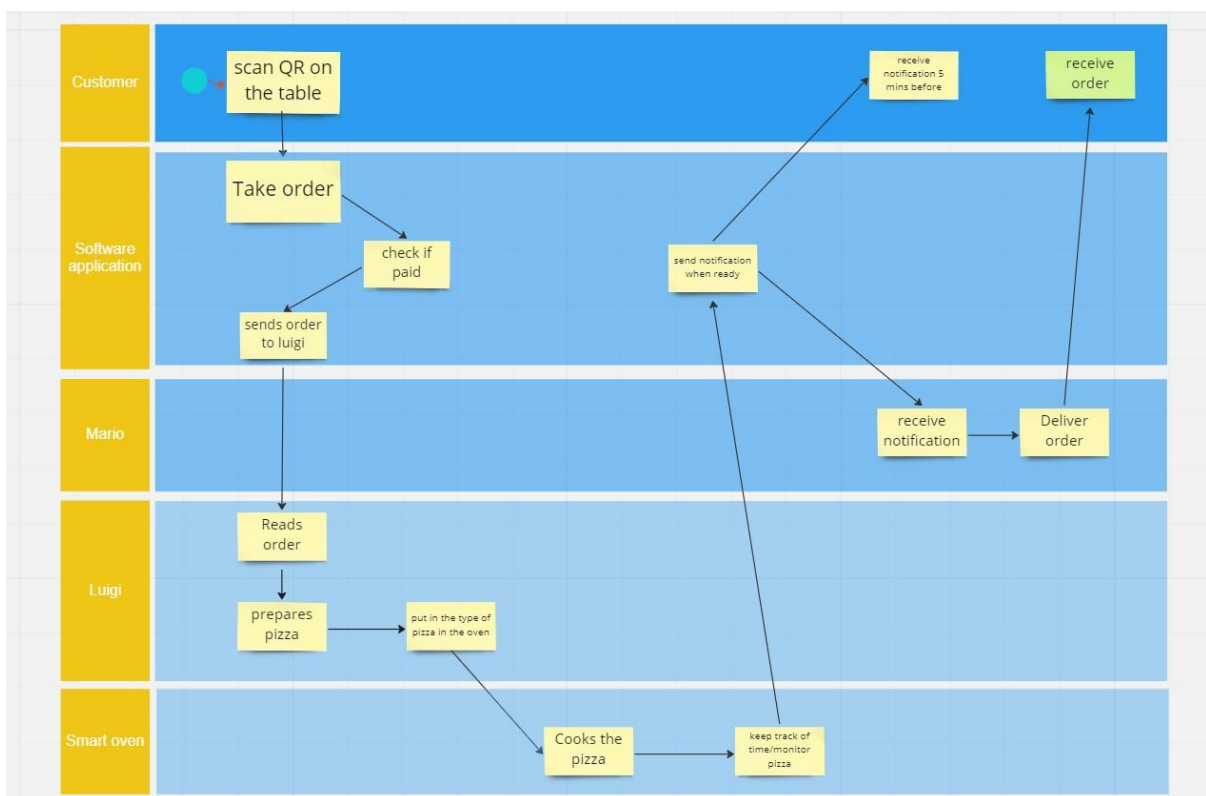 Customer
scan QR on
the table
receive
notification 5
mins before
receive
order
Software
application
Take order
check if
paid
sends order
to luigi
send notification
when ready
Mario
receive
notification
Deliver
order
Luigi
Reads
order
prepares
pizza
put in the type of
pizza in the oven
Smart oven
Cooks the
pizza
keep track of
time/monitor
pizza